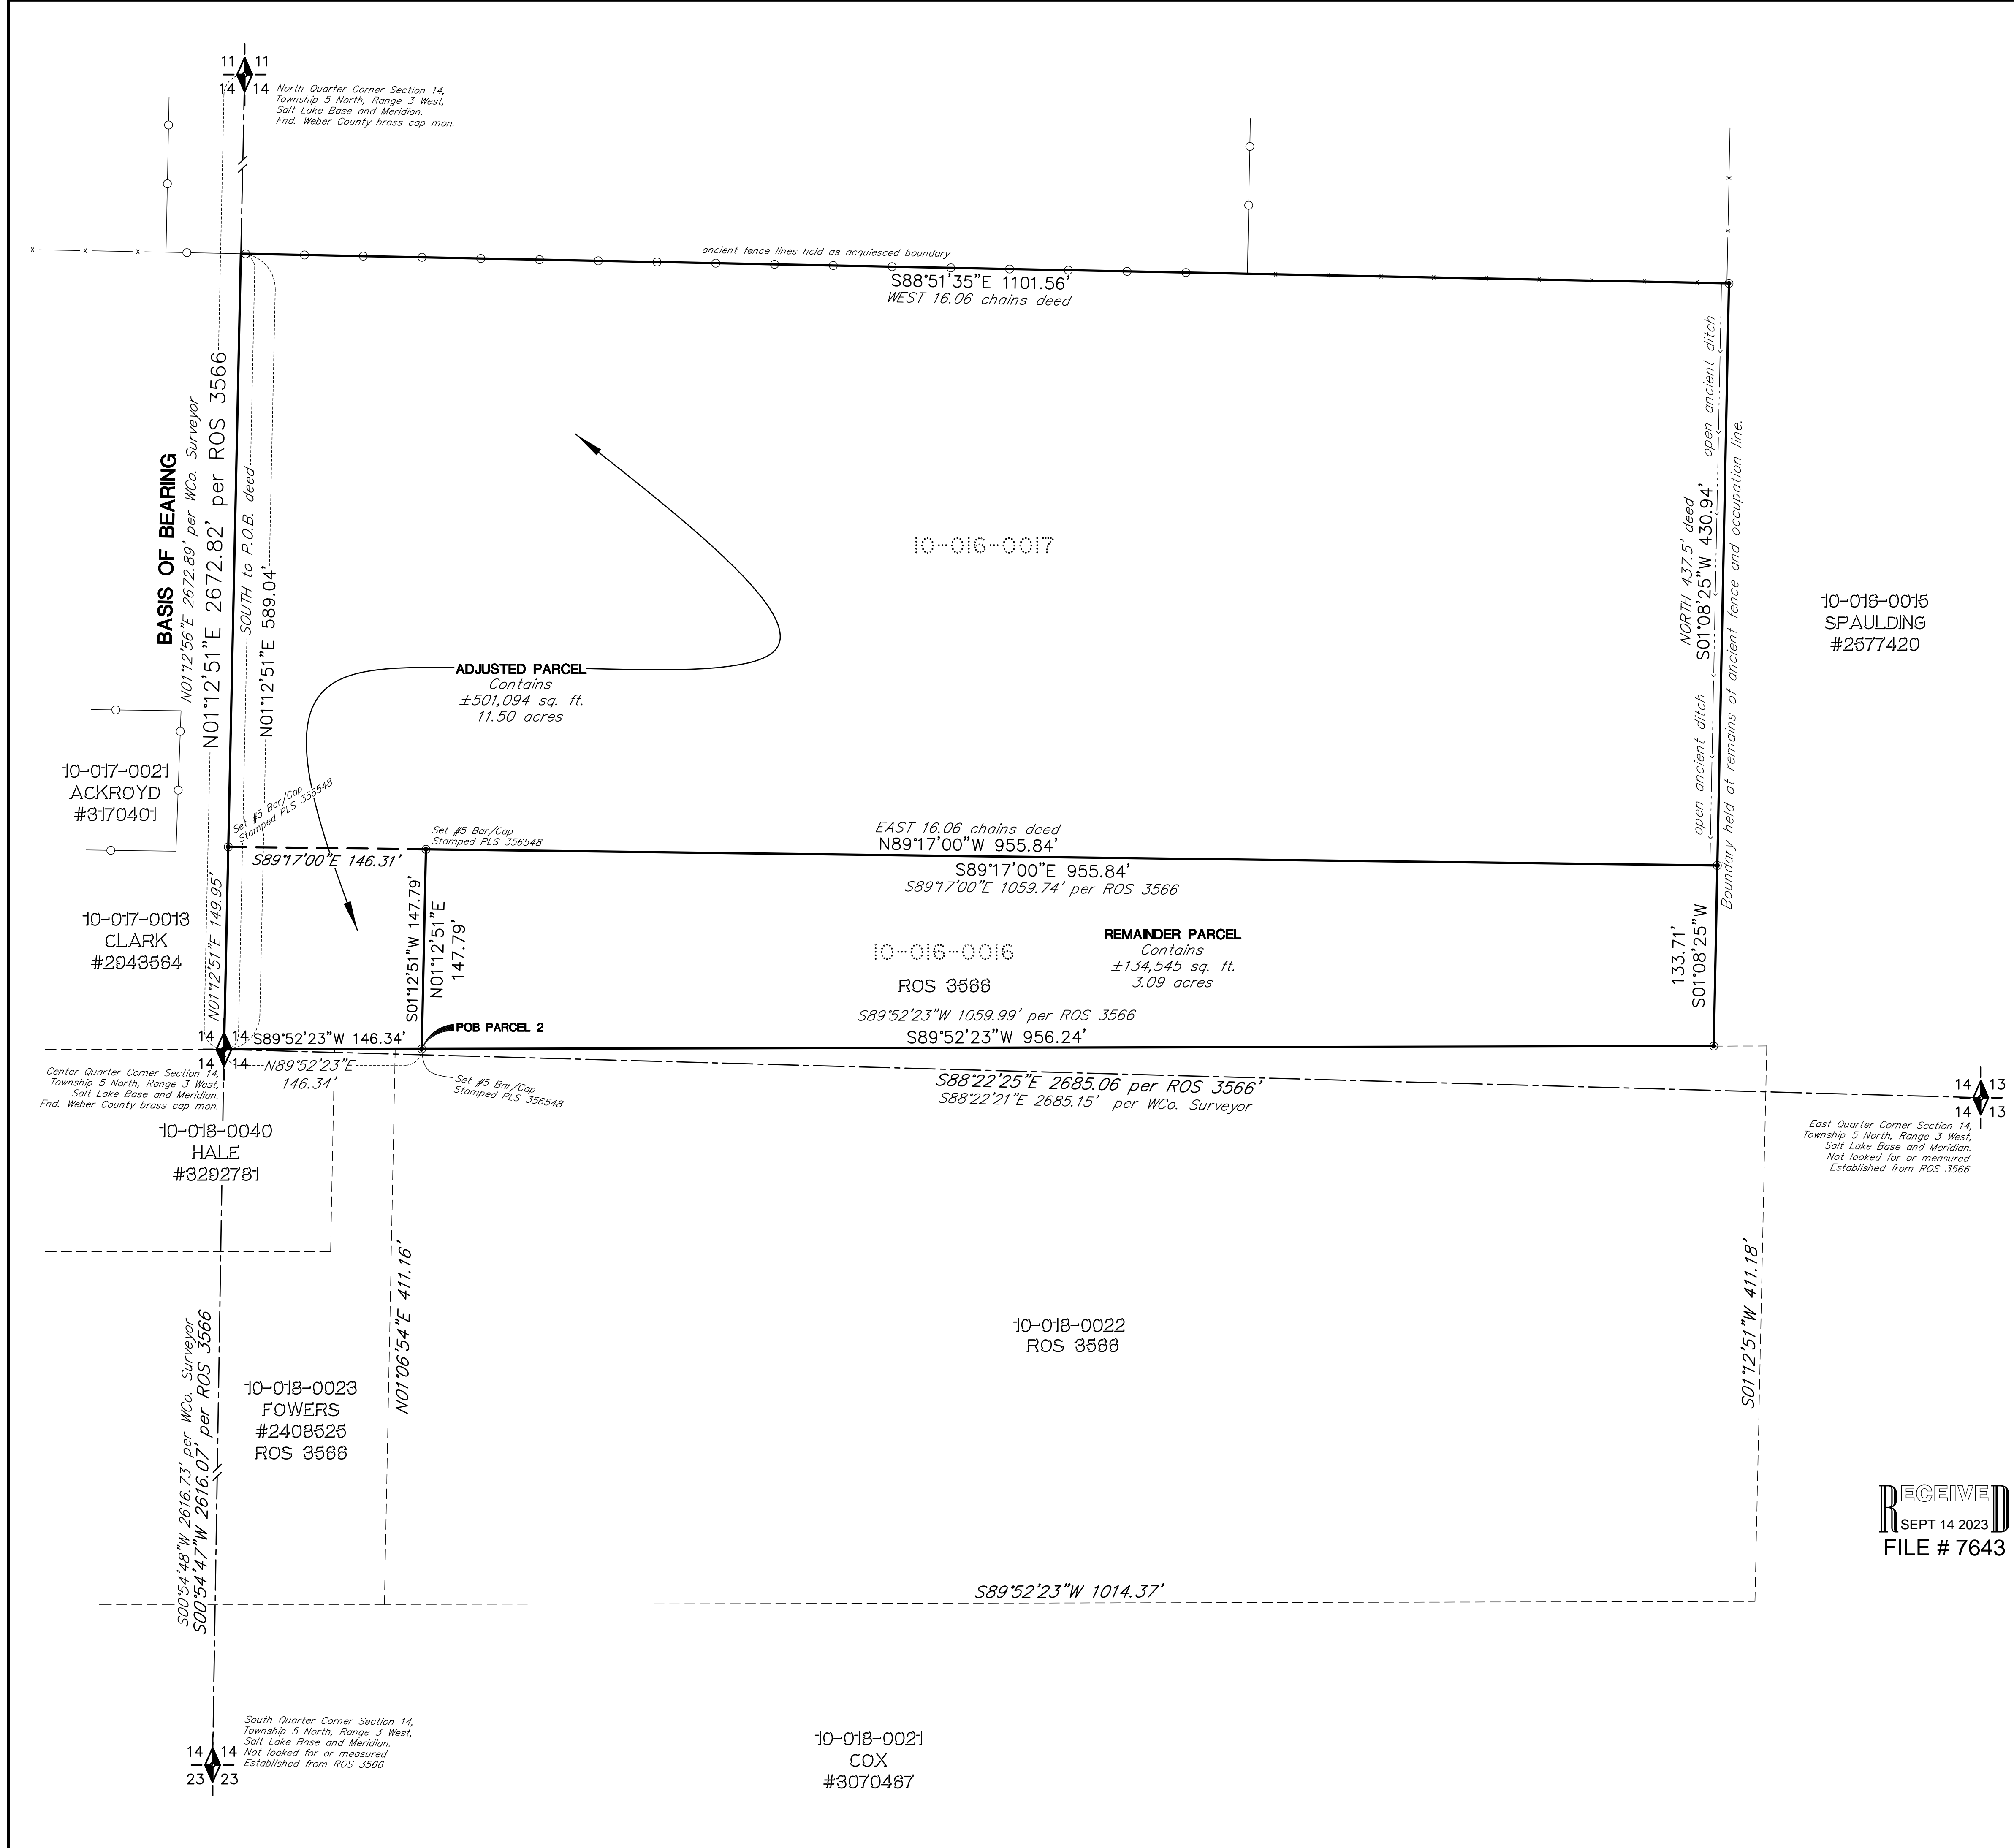 11 11
14 14
North Quarter Corner Section 14,
Township 5 North, Range 3 West,
Salt Lake Base and Meridian.
Fnd. Weber County brass cap mon.
ancient fence lines held as acquiesced boundary
S88°51'35"E 1101.56'
WEST 16.06 chains deed
BASIS OF BEARING
N01°12'56"E 2672.89' per WCo. Surveyor
N01°12'51"E 2672.82' per ROS 3566
SOUTH to P.O.B. deed
N01°12'51"E 589.04'
10-016-0017
open ancient ditch
NORTH 437.5' deed
S01°08'25"W 430.94'
open ancient ditch
Boundary held at remains of ancient fence and occupation line.
10-016-0015
SPAULDING
#2577420
ADJUSTED PARCEL
Contains
±501,094 sq. ft.
11.50 acres
10-017-0021
ACKROYD
#3170401
Set #5 Bar/Cap
Stamped PLS 356548
Set #5 Bar/Cap
Stamped PLS 356548
S89°17'00"E 146.31'
EAST 16.06 chains deed
N89°17'00"W 955.84'
S89°17'00"E 955.84'
S89°17'00"E 1059.74' per ROS 3566
10-017-0013
CLARK
#2943564
N01°12'51"E 149.95'
S01°12'51"W 147.79'
N01°12'51"E
147.79'
10-016-0016
ROS 3566
REMAINDER PARCEL
Contains
±134,545 sq. ft.
3.09 acres
133.71'
S01°08'25"W
S89°52'23"W 1059.99' per ROS 3566
S89°52'23"W 956.24'
POB PARCEL 2
14 14
14 14
S89°52'23"W 146.34'
N89°52'23"E
146.34'
Set #5 Bar/Cap
Stamped PLS 356548
Center Quarter Corner Section 14,
Township 5 North, Range 3 West,
Salt Lake Base and Meridian.
Fnd. Weber County brass cap mon.
S88°22'25"E 2685.06 per ROS 3566'
S88°22'21"E 2685.15' per WCo. Surveyor
14 13
14 13
East Quarter Corner Section 14,
Township 5 North, Range 3 West,
Salt Lake Base and Meridian.
Not looked for or measured
Established from ROS 3566
10-018-0040
HALE
#3292781
N01°06'54"E 411.16'
S01°12'51"W 411.18'
10-018-0022
ROS 3566
S00°54'48"W 2616.73' per WCo. Surveyor
S00°54'47"W 2616.07' per ROS 3566
10-018-0023
FOWERS
#2408525
ROS 3566
RECEIVED
SEPT 14 2023
FILE # 7643
S89°52'23"W 1014.37'
South Quarter Corner Section 14,
Township 5 North, Range 3 West,
Salt Lake Base and Meridian.
Not looked for or measured
Established from ROS 3566
14 14
23 23
10-018-0021
COX
#3070467